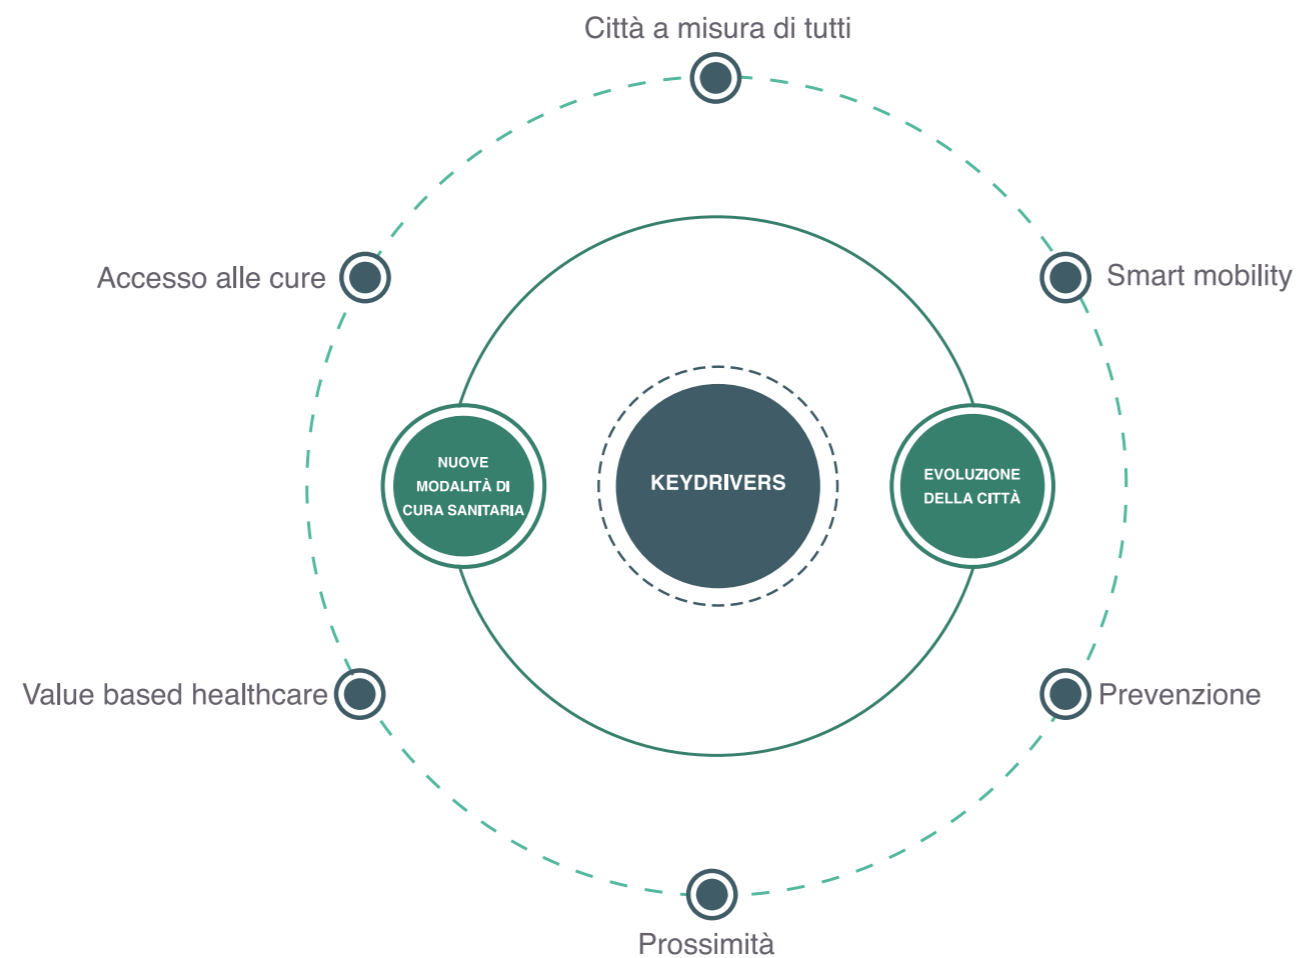 Città a misura di tutti
Accesso alle cure
Smart mobility
NUOVE
MODALITÀ DI
CURA SANITARIA
KEYDRIVERS
EVOLUZIONE
DELLA CITTÀ
Value based healthcare
Prevenzione
Prossimità